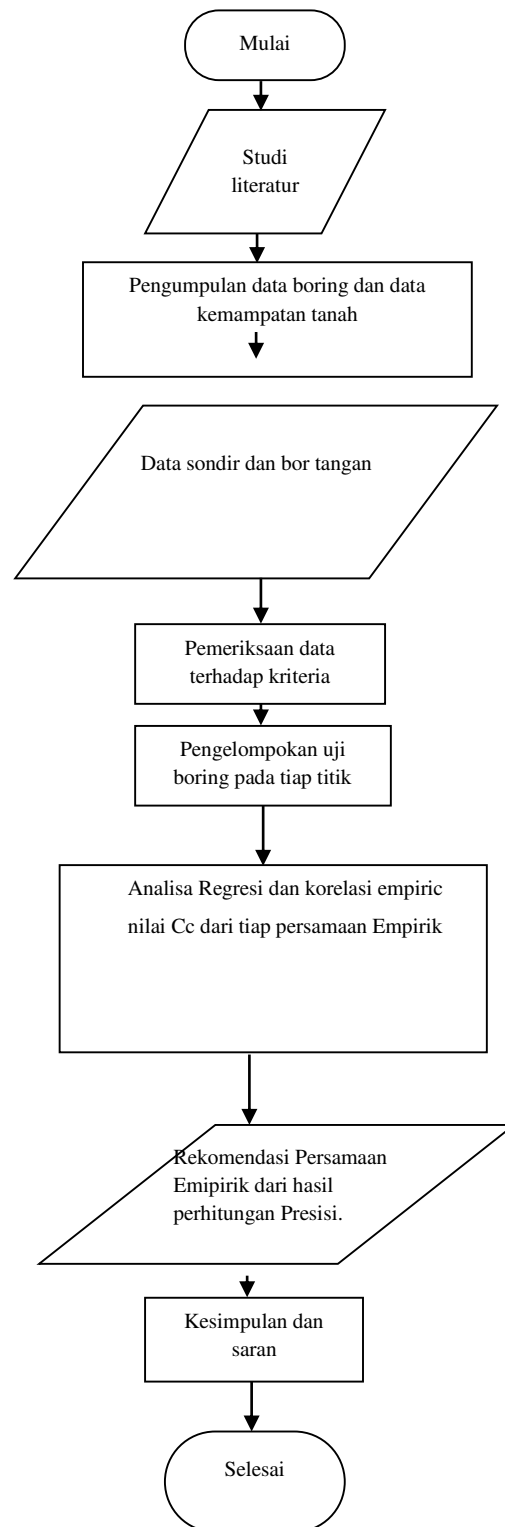 Mulai
Studi
literatur
Pengumpulan data boring dan data
kemampatan tanah
Data sondir dan bor tangan
Pemeriksaan data
terhadap kriteria
Pengelompokan uji
boring pada tiap titik
Analisa Regresi dan korelasi empiric
nilai Cc dari tiap persamaan Empirik
Rekomendasi Persamaan
Emipirik dari hasil
perhitungan Presisi.
Kesimpulan dan
saran
Selesai